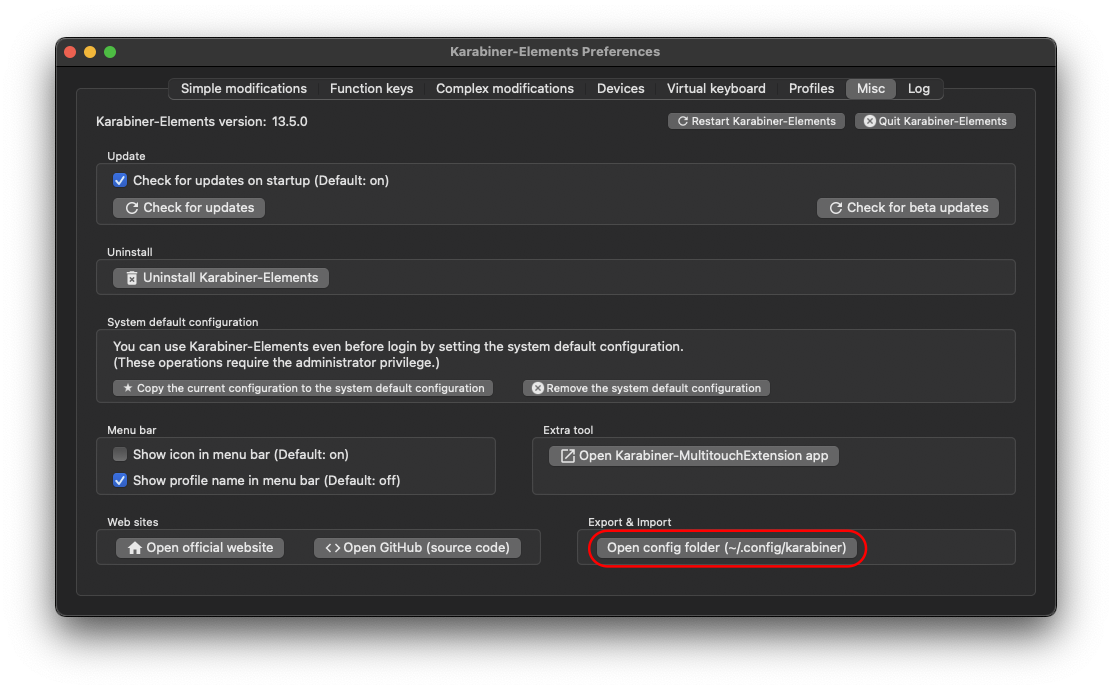 Karabiner-Elements Preferences
Simple modifications Function keys Complex modifications Devices Virtual keyboard Profiles Misc Log
Karabiner-Elements version: 13.5.0 Restart Karabiner-Elements Quit Karabiner-Elements
Update
Check for updates on startup (Default: on)
Check for updates Check for beta updates
Uninstall
Uninstall Karabiner-Elements
System default configuration
You can use Karabiner-Elements even before login by setting the system default configuration.
(These operations require the administrator privilege.)
Copy the current configuration to the system default configuration Remove the system default configuration
Menu bar
Show icon in menu bar (Default: on)
Show profile name in menu bar (Default: off)
Extra tool
Open Karabiner-MultitouchExtension app
Web sites
Open official website Open GitHub (source code)
Export & Import
Open config folder (~/.config/karabiner)